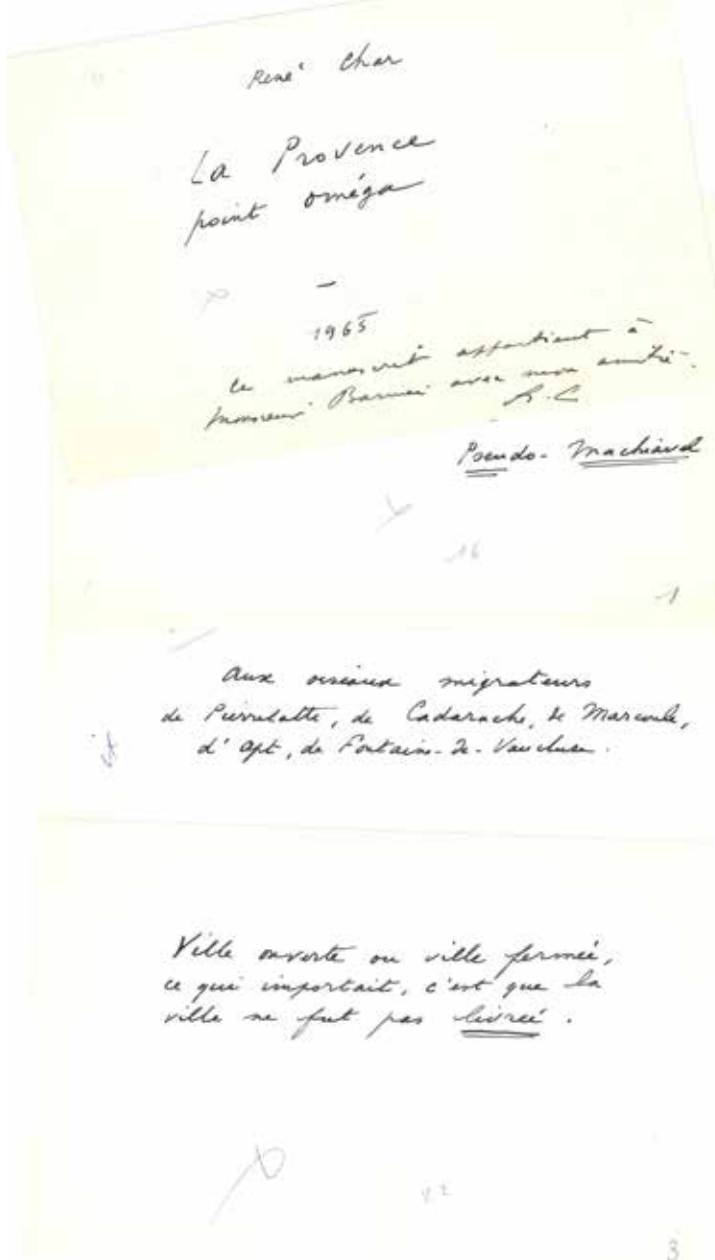 René Char
La Provence
point oméga
—
1965
Ce manuscrit appartient à
Monsieur avec mon amitié.
R. C
Pseudo-Machiavel
16
1
Aux oiseaux migrateurs
de Pierrelatte, de Cadarache, de Marcoule,
d'Apt, de Fontaine-de-Vaucluse.
Ville ouverte ou ville fermée,
ce qui importait, c'est que la
ville ne fut pas livrée.
22
3